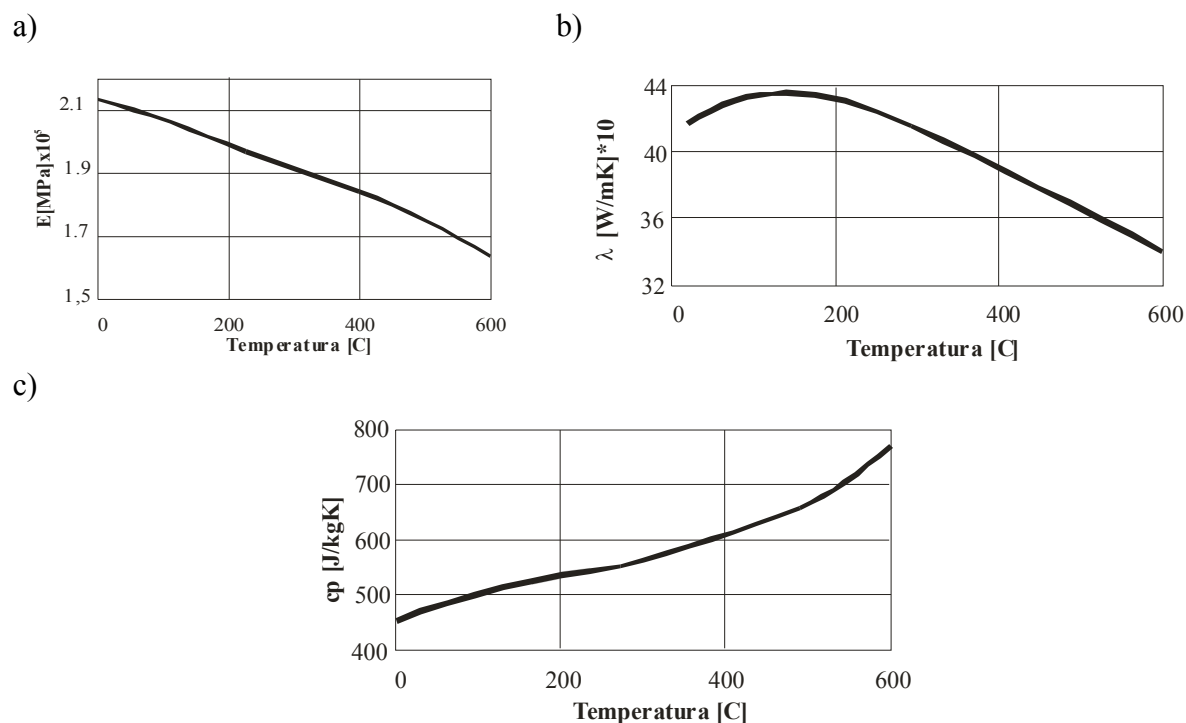 a)
2.1
1.9
1.7
1,5
E[MPa]x10⁵
0 200 400 600
Temperatura [C]
b)
44
40
36
32
λ [W/mK]*10
0 200 400 600
Temperatura [C]
c)
800
700
600
500
400
cp [J/kgK]
0 200 400 600
Temperatura [C]